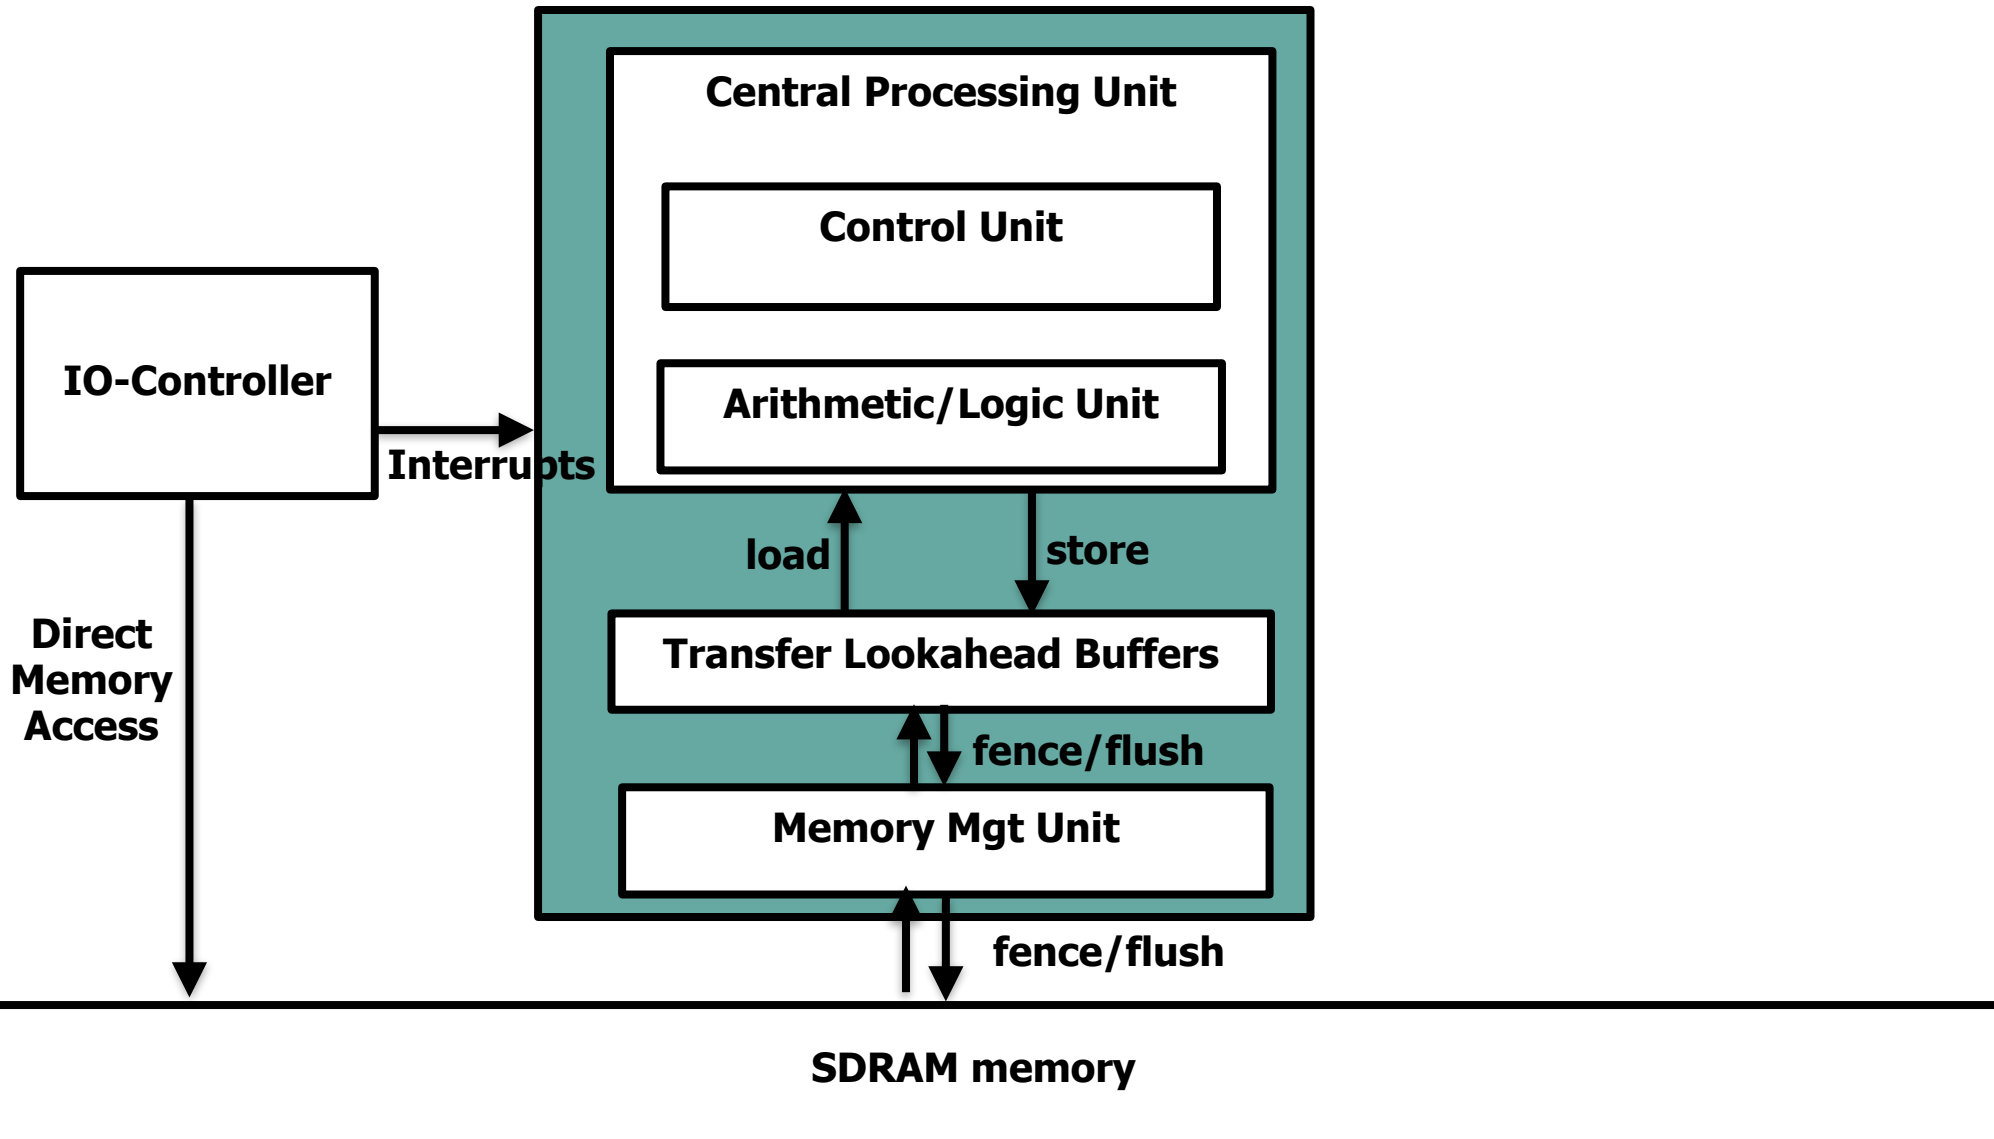 Central Processing Unit
Control Unit
IO-Controller
Arithmetic/Logic Unit
Interrupts
load
store
Direct
Memory
Access
Transfer Lookahead Buffers
fence/flush
Memory Mgt Unit
fence/flush
SDRAM memory